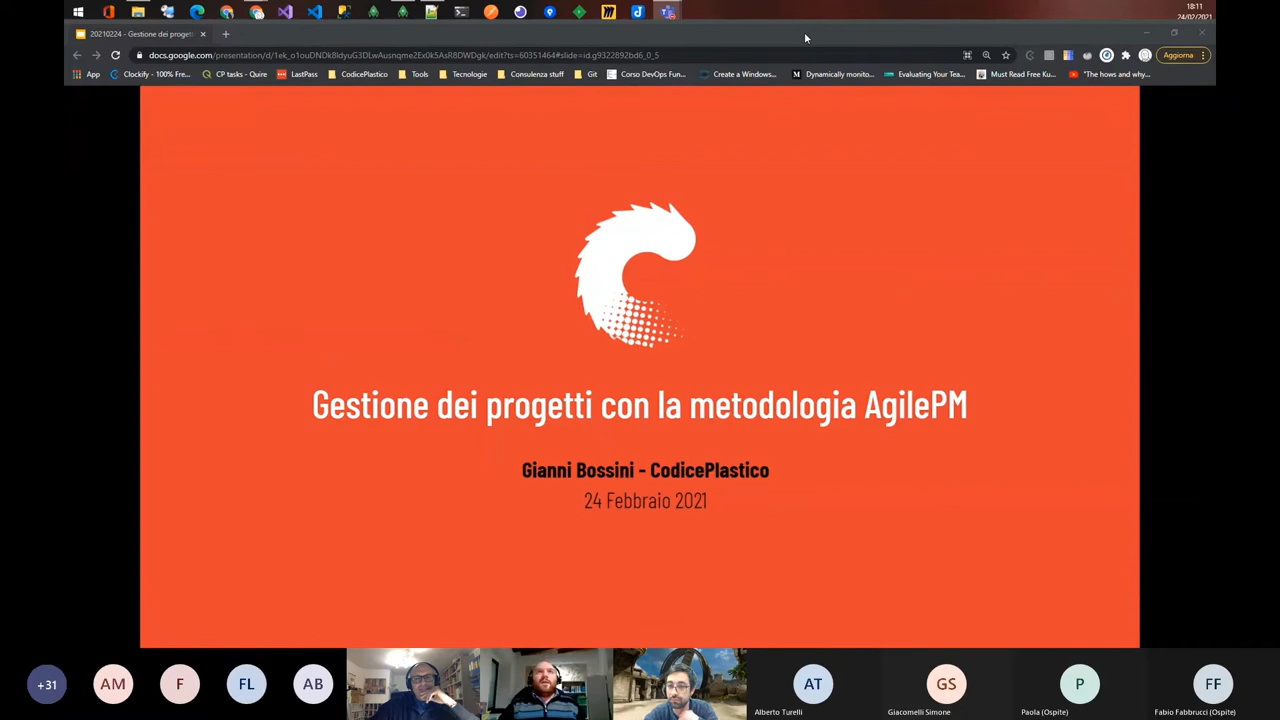 18:11
24/02/2021
20210224 - Gestione dei progett
docs.google.com/presentation/d/1ek_o1ouDNDk8IdyuG3DLwAusnqme2Ex0k5AsR8DWDgk/edit?ts=60351464#slide=id.g9322892bd6_0_5
Aggiorna
App
Clockify - 100% Fre...
CP tasks - Quire
LastPass
CodicePlastico
Tools
Tecnologie
Consulenza stuff
Git
Corso DevOps Fun...
Create a Windows...
Dynamically monito...
Evaluating Your Tea...
Must Read Free Ku...
"The hows and why...
Gestione dei progetti con la metodologia AgilePM
Gianni Bossini - CodicePlastico
24 Febbraio 2021
+31
AM
F
FL
AB
AT
GS
P
FF
Alberto Turelli
Giacomelli Simone
Paola (Ospite)
Fabio Fabbrucci (Ospite)